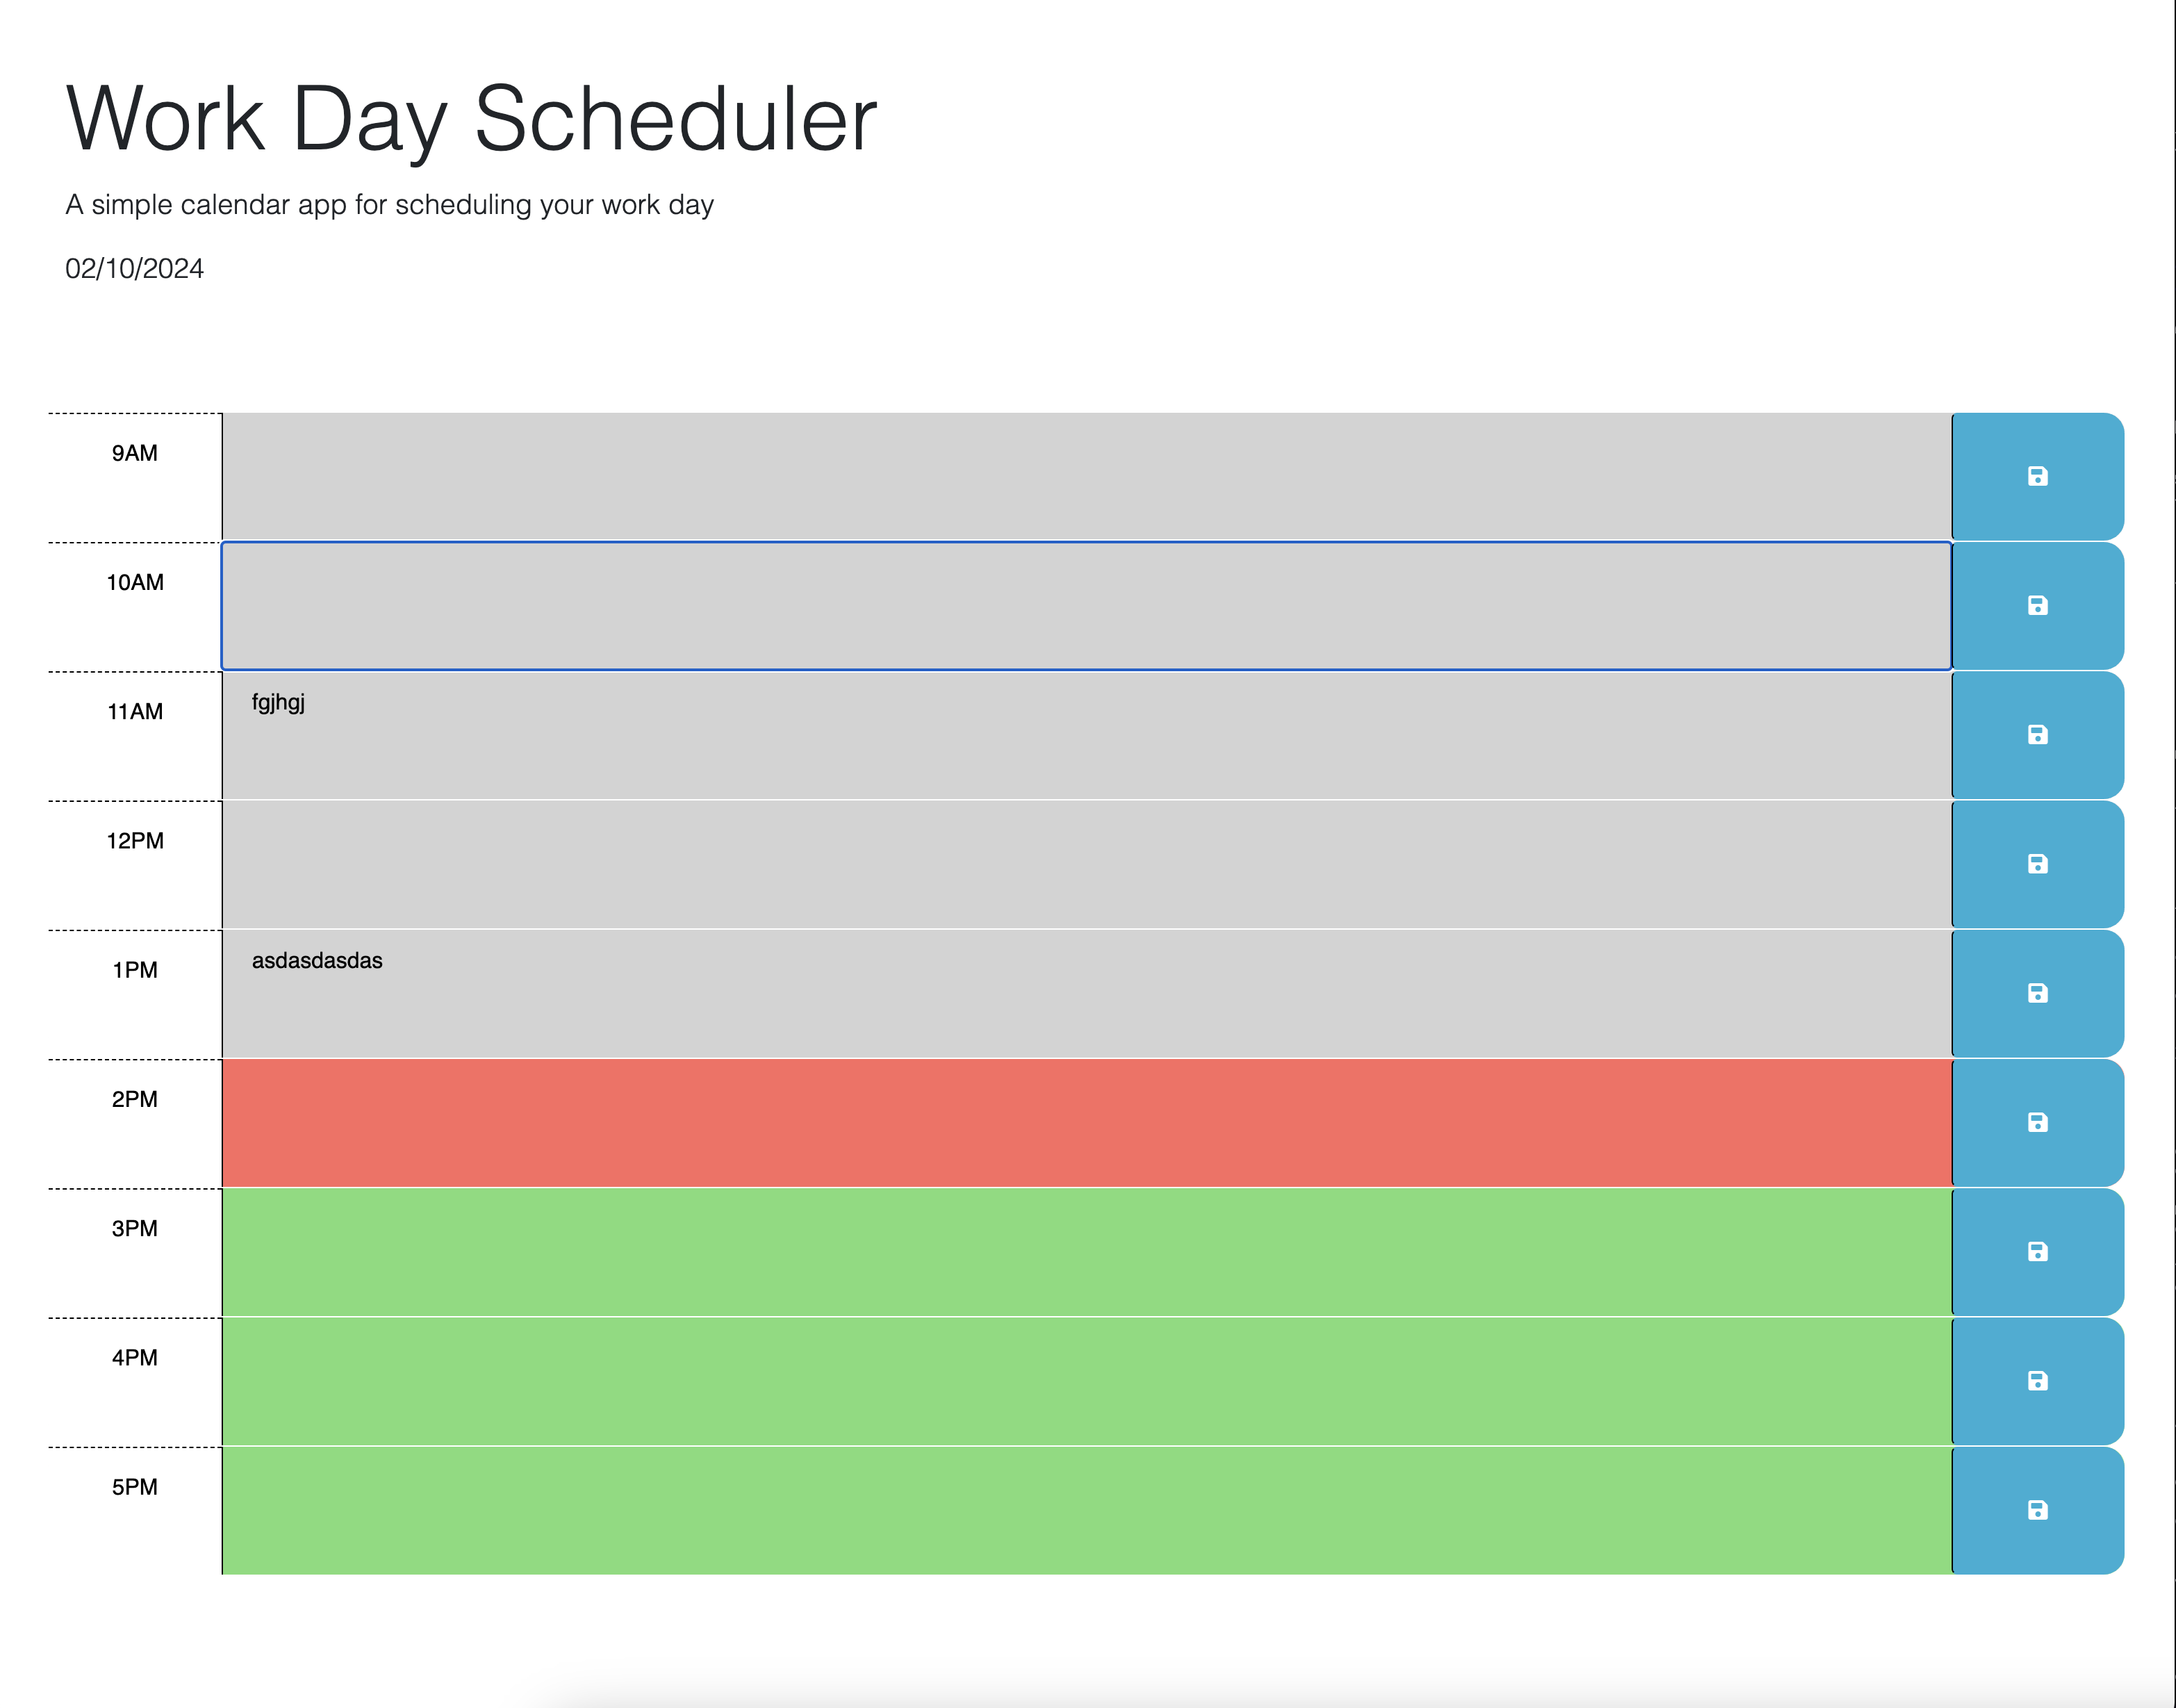 Work Day Scheduler
A simple calendar app for scheduling your work day
02/10/2024
9AM
10AM
11AM
fgjhgj
12PM
1PM
asdasdasdas
2PM
3PM
4PM
5PM